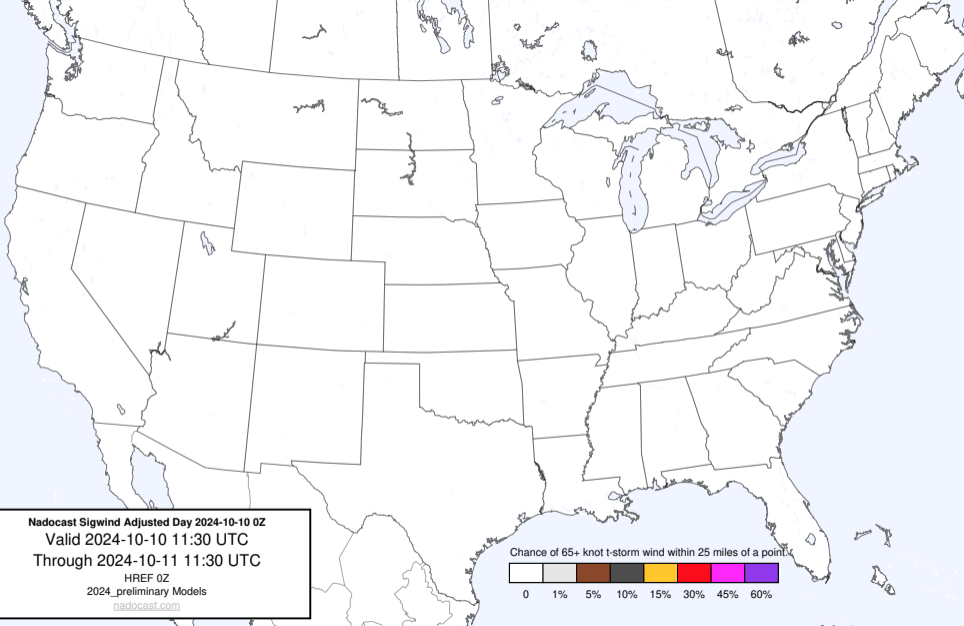 Nadocast Sigwind Adjusted Day 2024-10-10 0Z
Valid 2024-10-10 11:30 UTC
Through 2024-10-11 11:30 UTC
HREF 0Z
2024_preliminary Models
nadocast.com
Chance of 65+ knot t-storm wind within 25 miles of a point.
0 1% 5% 10% 15% 30% 45% 60%